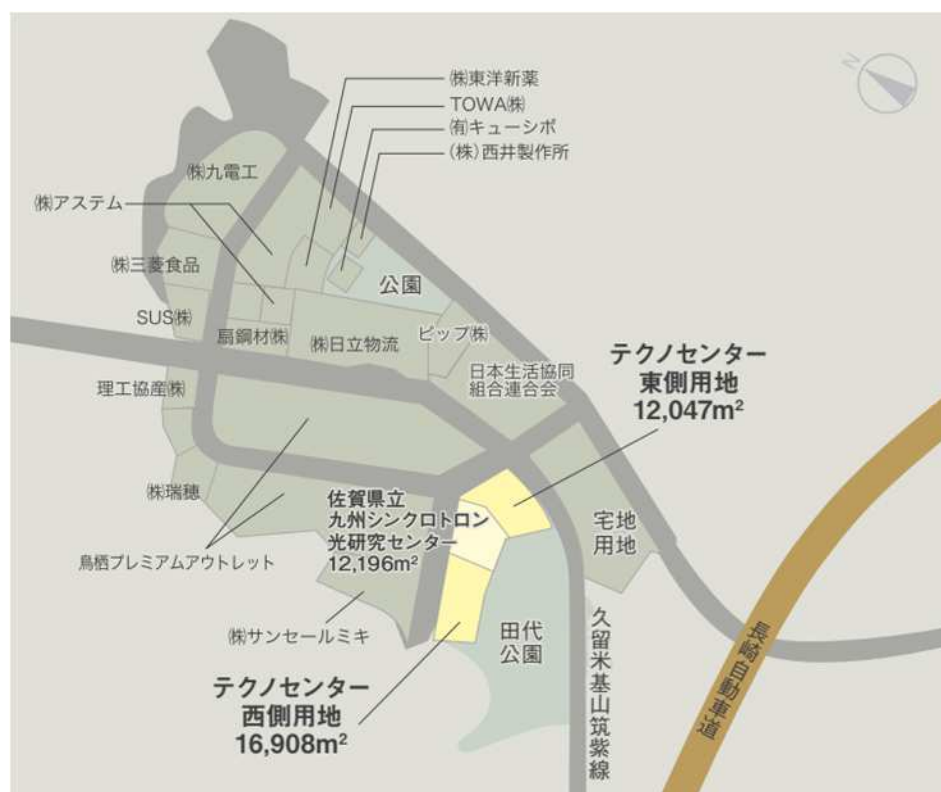 ㈱東洋新薬
TOWA㈱
㈲キューシポ
(株)西井製作所
N
㈱九電工
㈱アステム
㈱三菱食品
公園
SUS㈱
扇鋼材㈱
㈱日立物流
ピップ㈱
日本生活協同
組合連合会
テクノセンター
東側用地
12,047m²
理工協産㈱
㈱瑞穂
佐賀県立
九州シンクロトロン
光研究センター
12,196m²
宅地
用地
鳥栖プレミアムアウトレット
㈱サンセールミキ
田代
公園
久留米基山筑紫線
長崎自動車道
テクノセンター
西側用地
16,908m²